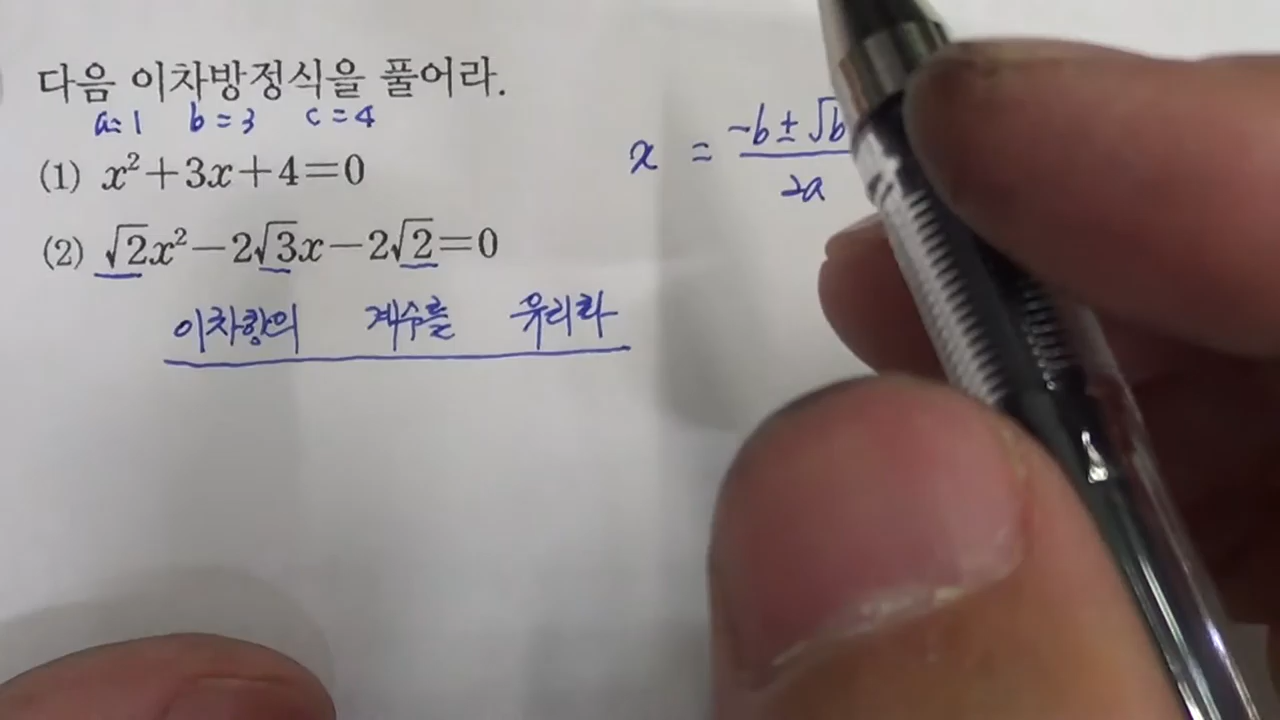 다음 이차방정식을 풀어라.
a=1 b=3 c=4
(1) x²+3x+4=0
(2) √2x²−2√3x−2√2=0
이차항의 계수를 유리화
x = (-b±√b / 2a